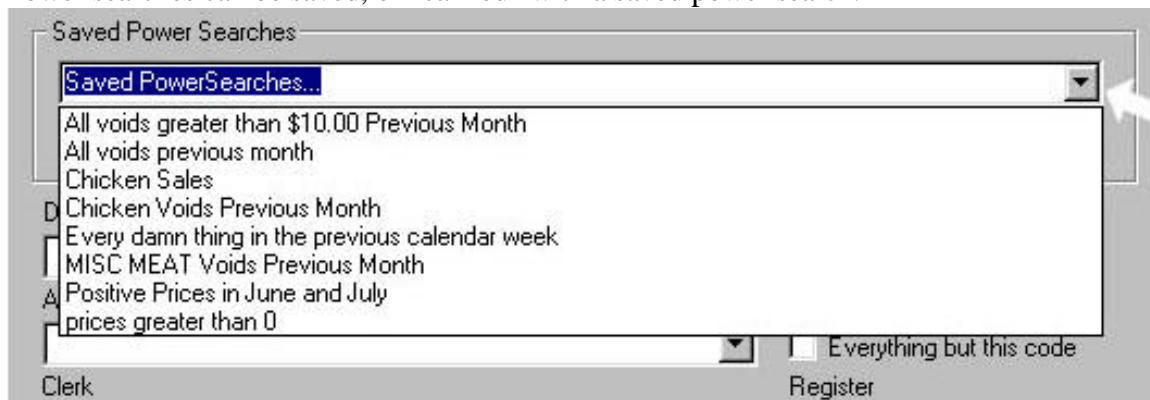 Saved Power Searches
Saved PowerSearches...
All voids greater than $10.00 Previous Month
All voids previous month
Chicken Sales
Chicken Voids Previous Month
Every damn thing in the previous calendar week
MISC MEAT Voids Previous Month
Positive Prices in June and July
prices greater than 0
Everything but this code
Clerk Register